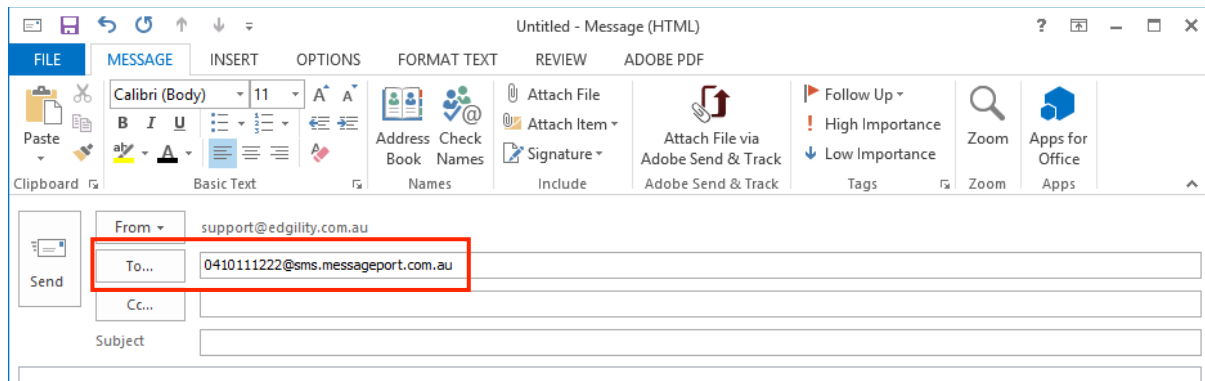 Untitled - Message (HTML)
?
FILE MESSAGE INSERT OPTIONS FORMAT TEXT REVIEW ADOBE PDF
Paste
Calibri (Body) 11 A A
B I U
aby A
Address Book
Check Names
Attach File
Attach Item
Signature
Attach File via
Adobe Send & Track
Follow Up
High Importance
Low Importance
Zoom
Apps for
Office
Clipboard Basic Text Names Include Adobe Send & Track Tags Zoom Apps
Send
From support@edgility.com.au
To... 0410111222@sms.messageport.com.au
Cc...
Subject